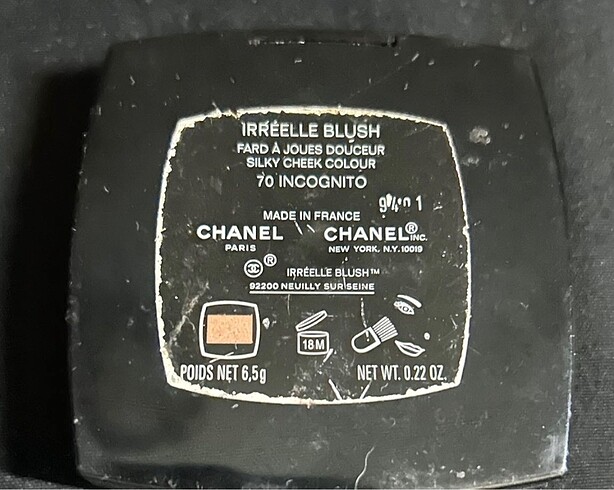 IRRÉELLE BLUSH
FARD À JOUES DOUCEUR
SILKY CHEEK COLOUR
70 INCOGNITO
MADE IN FRANCE
CHANEL CHANEL® INC.
PARIS NEW YORK, N.Y. 10019
® IRRÉELLE BLUSH™
92200 NEUILLY SUR SEINE
18M
POIDS NET 6,5g NET WT. 0.22 OZ.